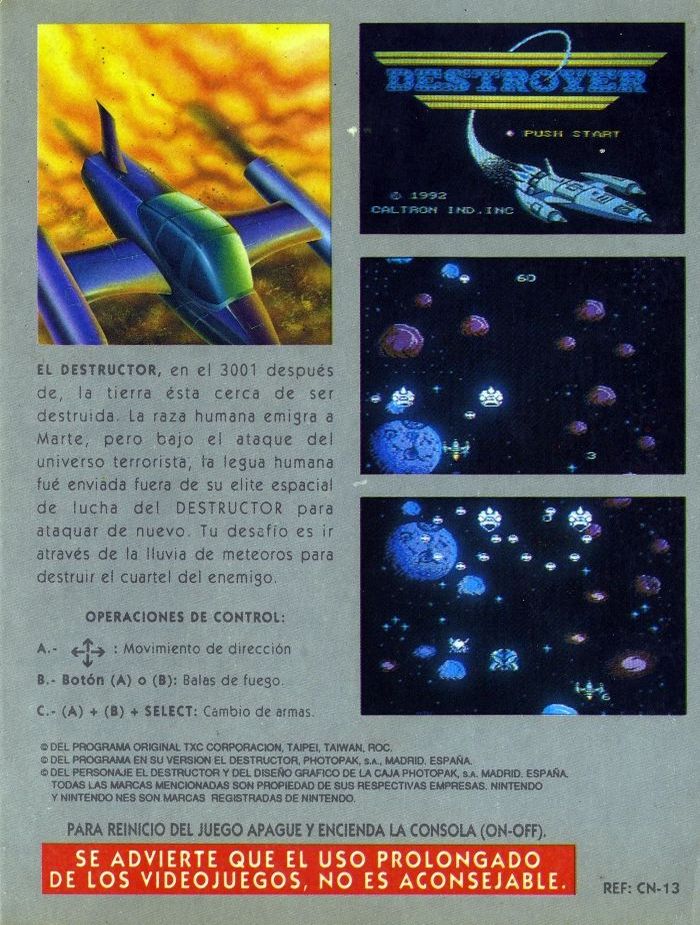 DESTROYER
PUSH START
© 1992
CALTRON IND.INC
60
3
6
EL DESTRUCTOR, en el 3001 después
de, la tierra ésta cerca de ser
destruida. La raza humana emigra a
Marte, pero bajo el ataque del
universo terrorista, la legua humana
fué enviada fuera de su elite espacial
de lucha del DESTRUCTOR para
ataquar de nuevo. Tu desafío es ir
através de la lluvia de meteoros para
destruir el cuartel del enemigo.
OPERACIONES DE CONTROL:
A.- : Movimiento de dirección
B.- Botón (A) o (B): Balas de fuego.
C.- (A) + (B) + SELECT: Cambio de armas.
© DEL PROGRAMA ORIGINAL TXC CORPORACION, TAIPEI, TAIWAN, ROC.
© DEL PROGRAMA EN SU VERSION EL DESTRUCTOR, PHOTOPAK, S.A., MADRID. ESPAÑA.
© DEL PERSONAJE EL DESTRUCTOR Y DEL DISEÑO GRAFICO DE LA CAJA PHOTOPAK, S.A. MADRID. ESPAÑA.
TODAS LAS MARCAS MENCIONADAS SON PROPIEDAD DE SUS RESPECTIVAS EMPRESAS. NINTENDO
Y NINTENDO NES SON MARCAS REGISTRADAS DE NINTENDO.
PARA REINICIO DEL JUEGO APAGUE Y ENCIENDA LA CONSOLA (ON-OFF).
SE ADVIERTE QUE EL USO PROLONGADO
DE LOS VIDEOJUEGOS, NO ES ACONSEJABLE.
REF: CN-13